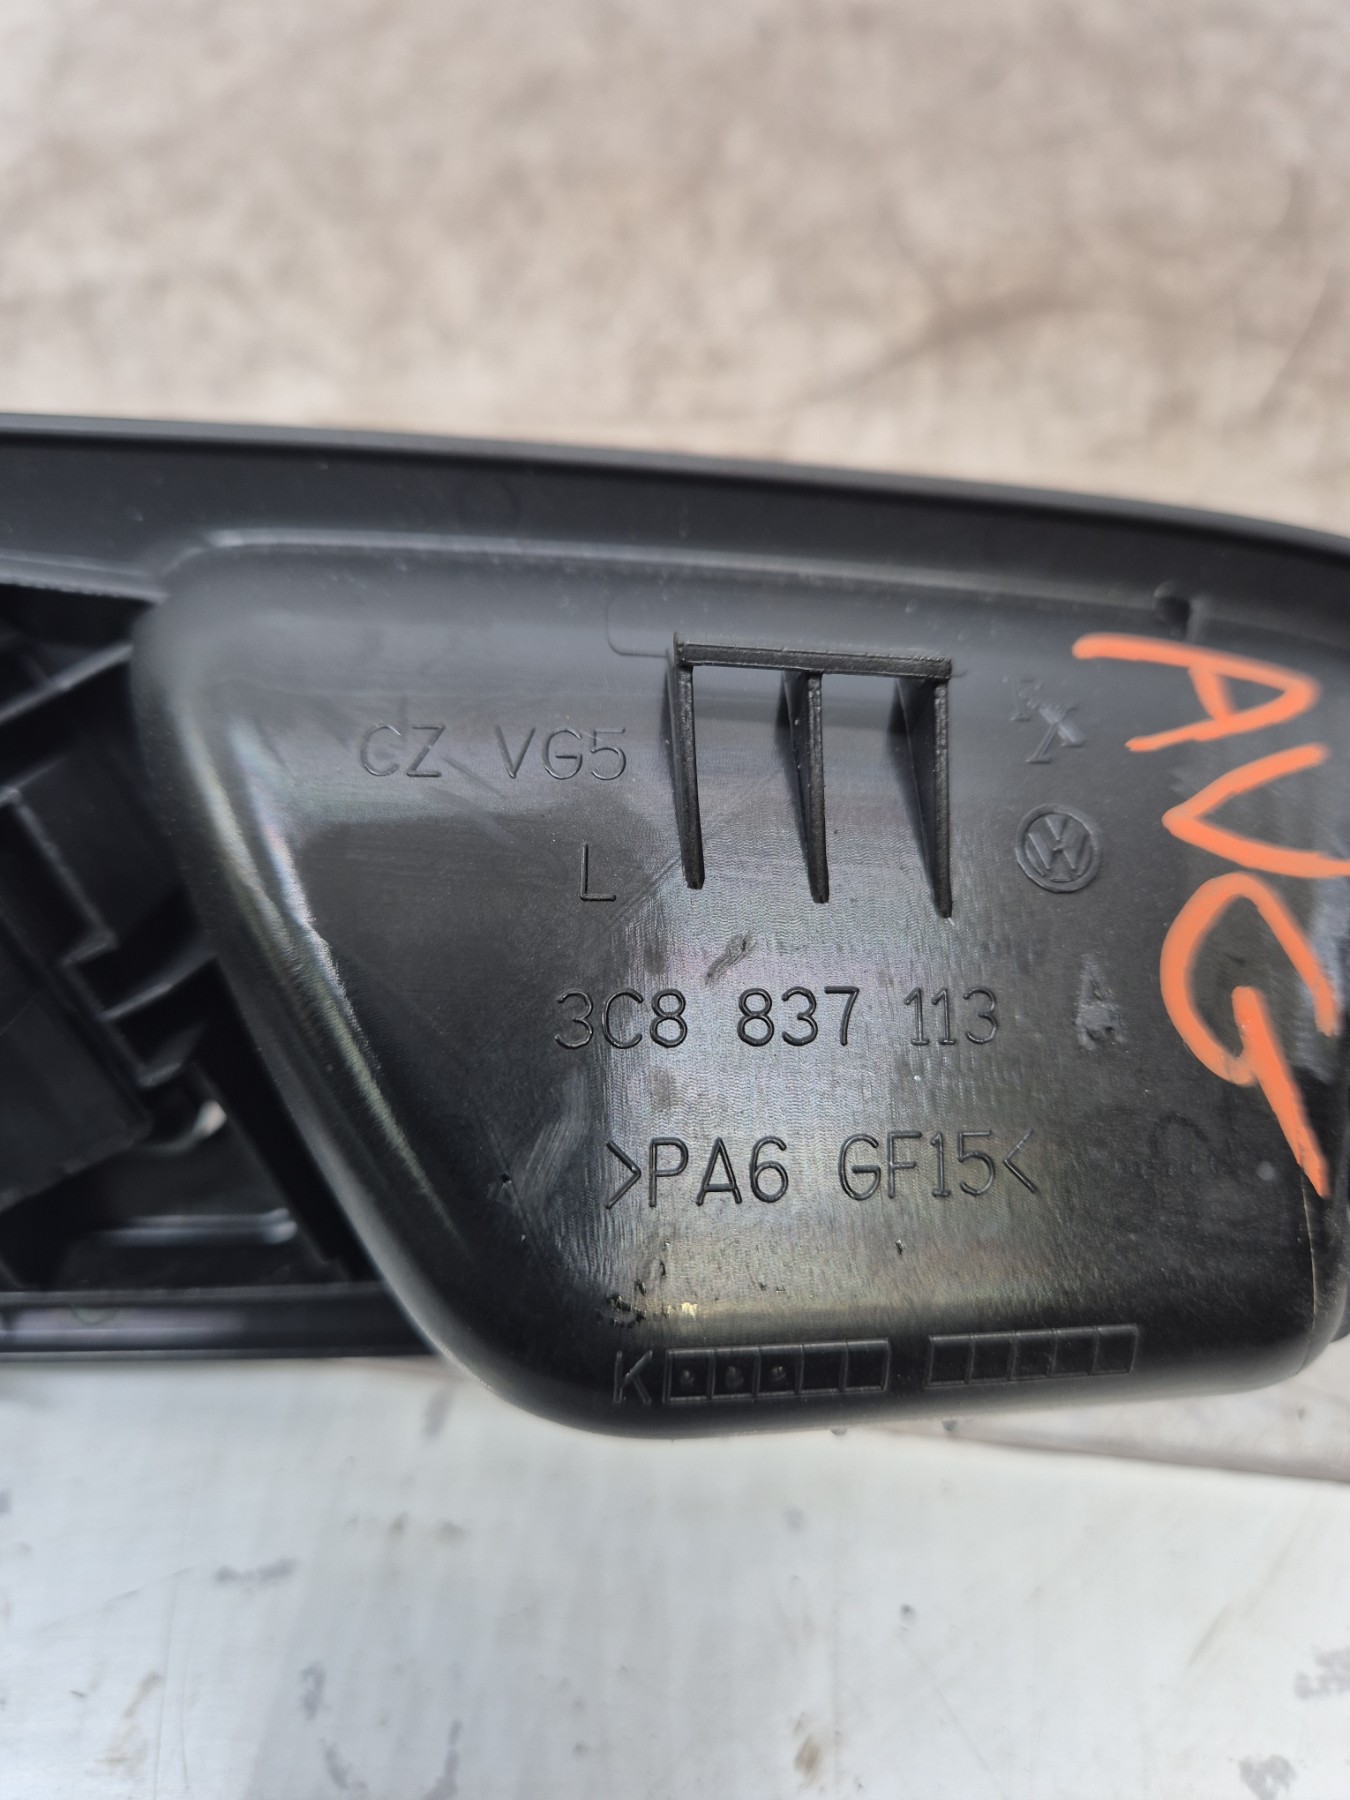 CZ VG5
L
3C8 837 113 A
>PA6 GF15<
K
AVG